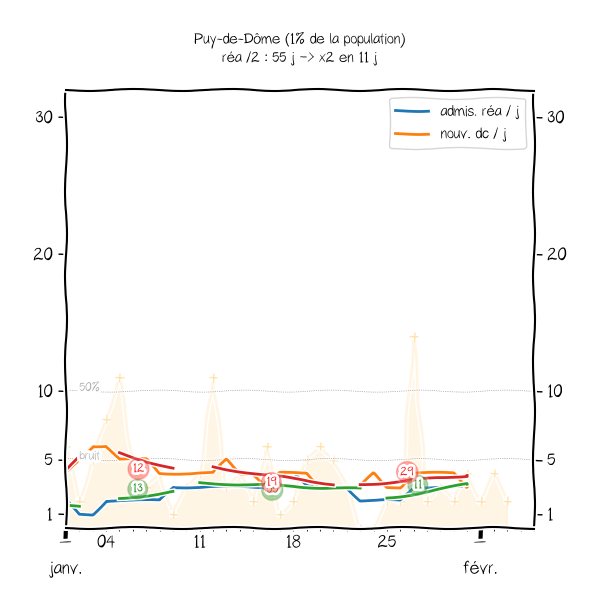 Puy-de-Dôme (1% de la population)
réa /2 : 55 j -> x2 en 11 j
admis. réa / j
nouv. dc / j
30
30
20
20
10
50%
10
5
bruit
5
12
13
19
29
11
1
1
04
11
18
25
janv.
févr.